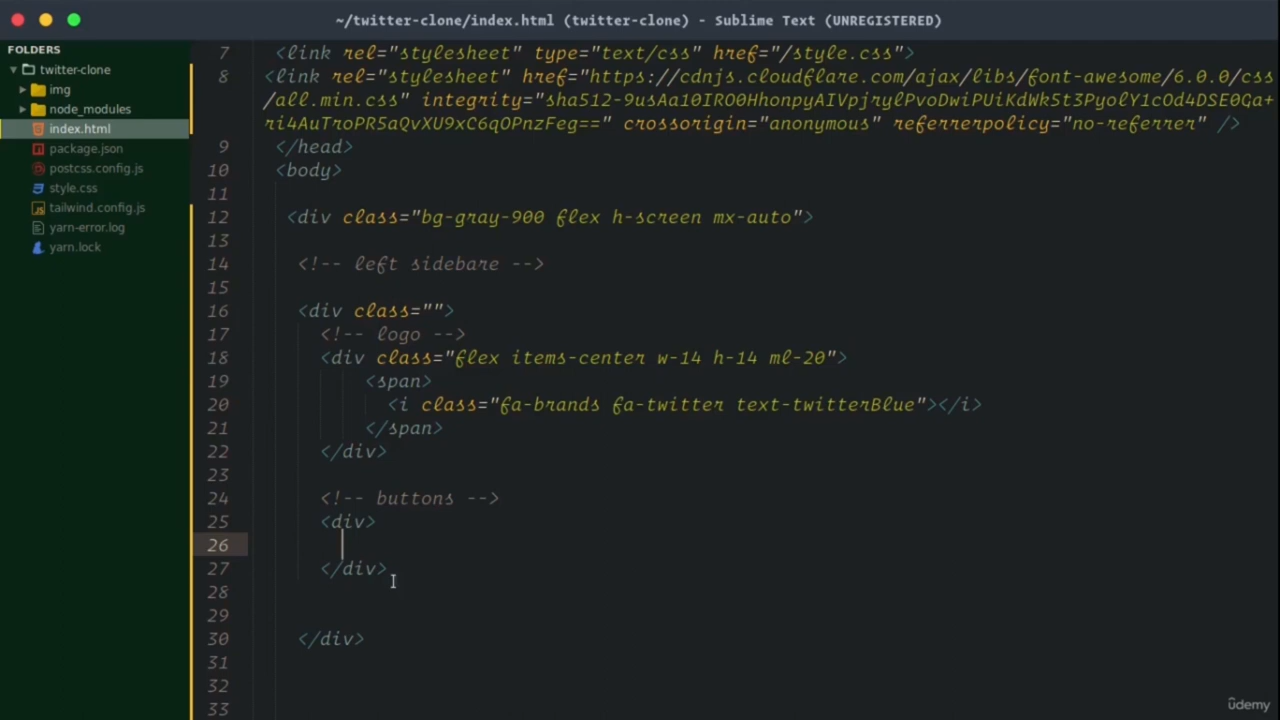 ~/twitter-clone/index.html (twitter-clone) - Sublime Text (UNREGISTERED)
FOLDERS
twitter-clone
img
node_modules
index.html
package.json
postcss.config.js
style.css
tailwind.config.js
yarn-error.log
yarn.lock
7 <link rel="stylesheet" type="text/css" href="/style.css">
8 <link rel="stylesheet" href="https://cdnjs.cloudflare.com/ajax/libs/font-awesome/6.0.0/css
/all.min.css" integrity="sha512-9usAa10IRO0HhonpyAIVpjrylPvoDwiPUiKdWk5t3PyolY1cOd4DSE0Ga+
ri4AuTroPR5aQvXU9xC6qOPnzFeg==" crossorigin="anonymous" referrerpolicy="no-referrer" />
9 </head>
10 <body>
11
12 <div class="bg-gray-900 flex h-screen mx-auto">
13
14 <!-- left sidebare -->
15
16 <div class="">
17 <!-- logo -->
18 <div class="flex items-center w-14 h-14 ml-20">
19 <span>
20 <i class="fa-brands fa-twitter text-twitterBlue"></i>
21 </span>
22 </div>
23
24 <!-- buttons -->
25 <div>
26
27 </div>
28
29
30 </div>
31
32
33
ûdemy